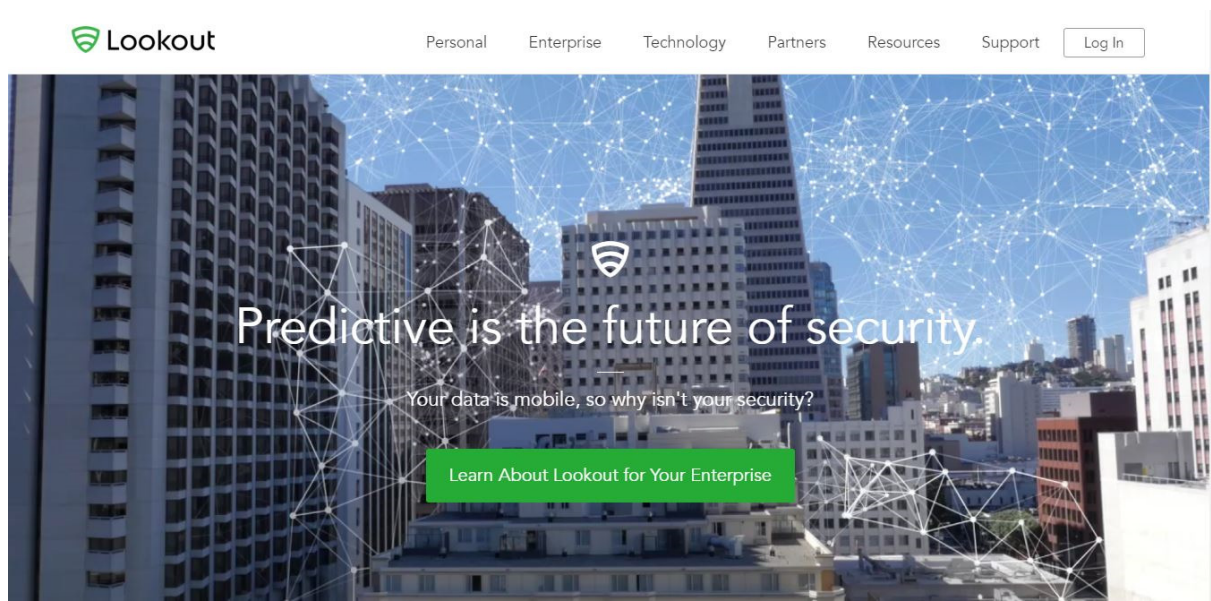 Lookout
Personal Enterprise Technology Partners Resources Support Log In
Predictive is the future of security.
Your data is mobile, so why isn't your security?
Learn About Lookout for Your Enterprise